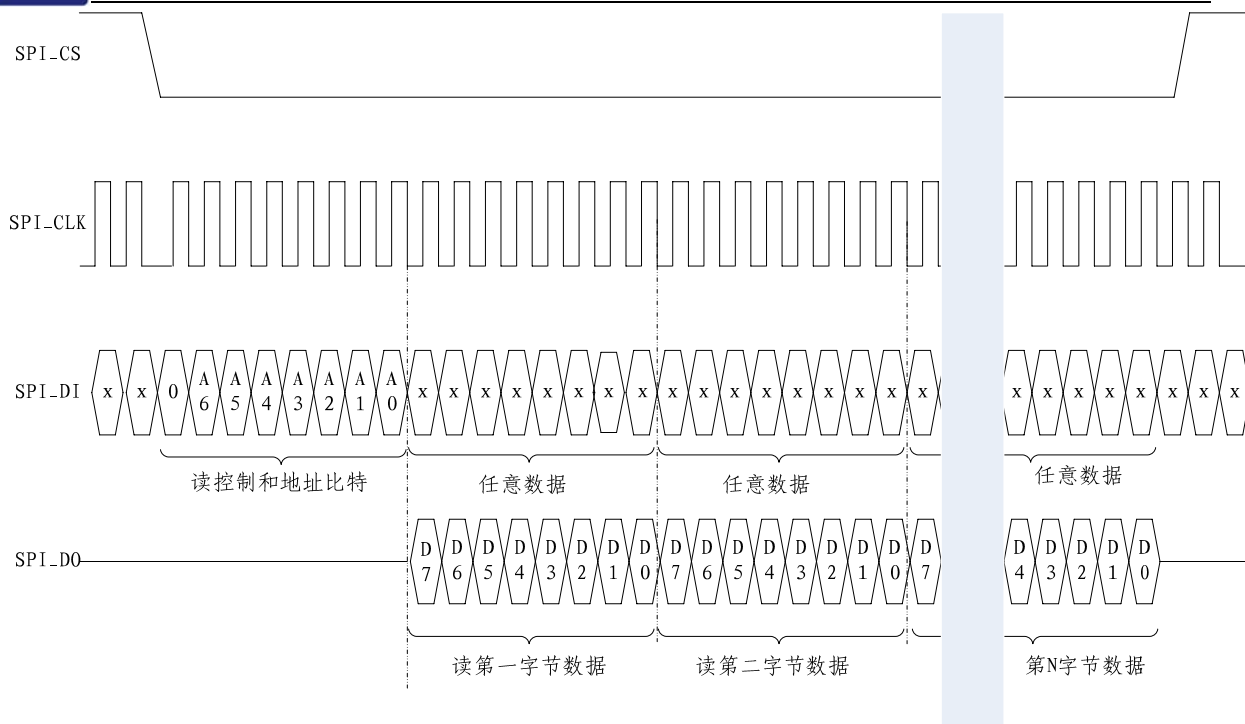 SPI_CS
SPI_CLK
SPI_DI
x x 0 A6 A5 A4 A3 A2 A1 A0 x x x x x x x x x x x x x x x x x x x x x x x x x
读控制和地址比特 任意数据 任意数据 任意数据
SPI_DO
D7 D6 D5 D4 D3 D2 D1 D0 D7 D6 D5 D4 D3 D2 D1 D0 D7 D4 D3 D2 D1 D0
读第一字节数据 读第二字节数据 第N字节数据